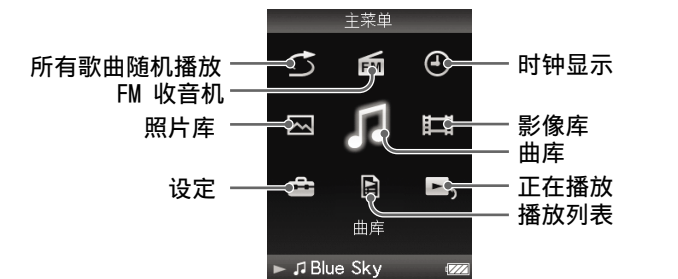 主菜单
所有歌曲随机播放
FM 收音机
时钟显示
照片库
影像库
曲库
设定
正在播放
播放列表
FM
曲库
Blue Sky